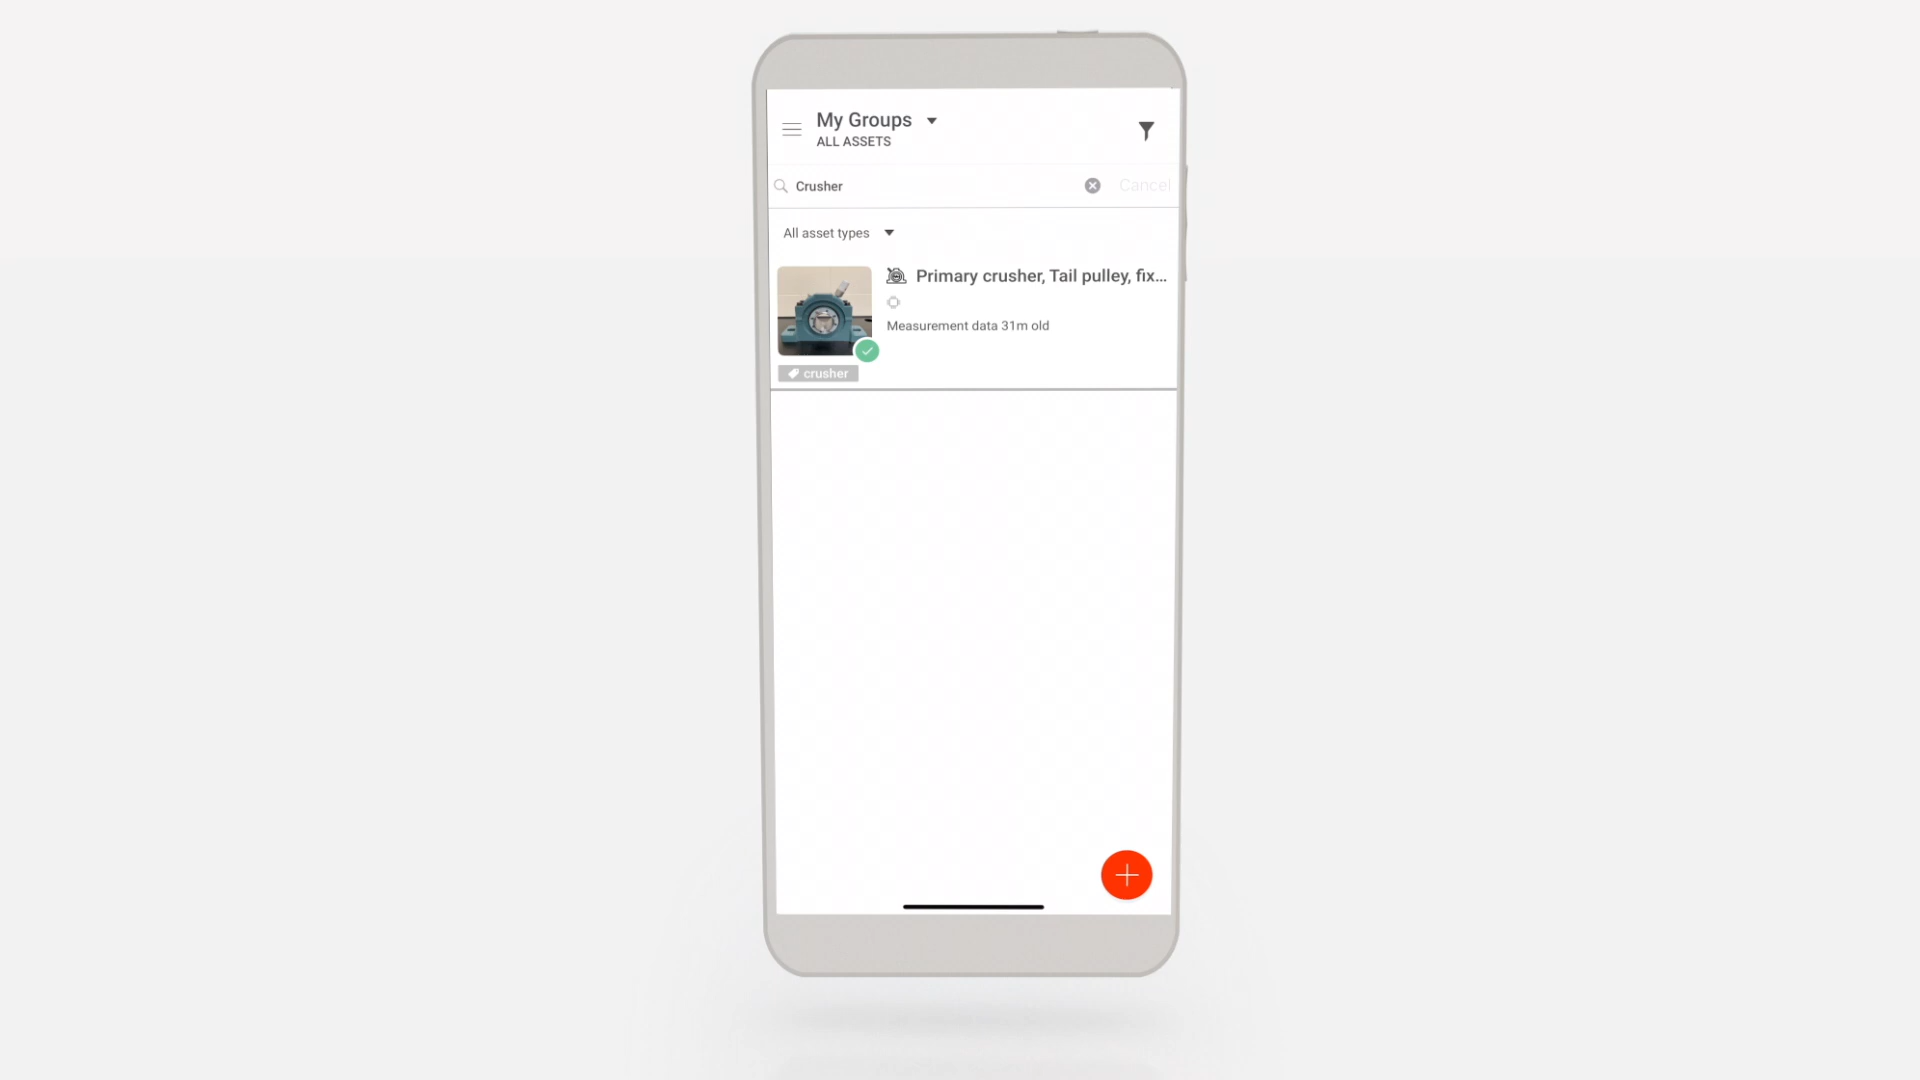 My Groups
ALL ASSETS
Crusher
Cancel
All asset types
Primary crusher, Tail pulley, fix...
Measurement data 31m old
crusher